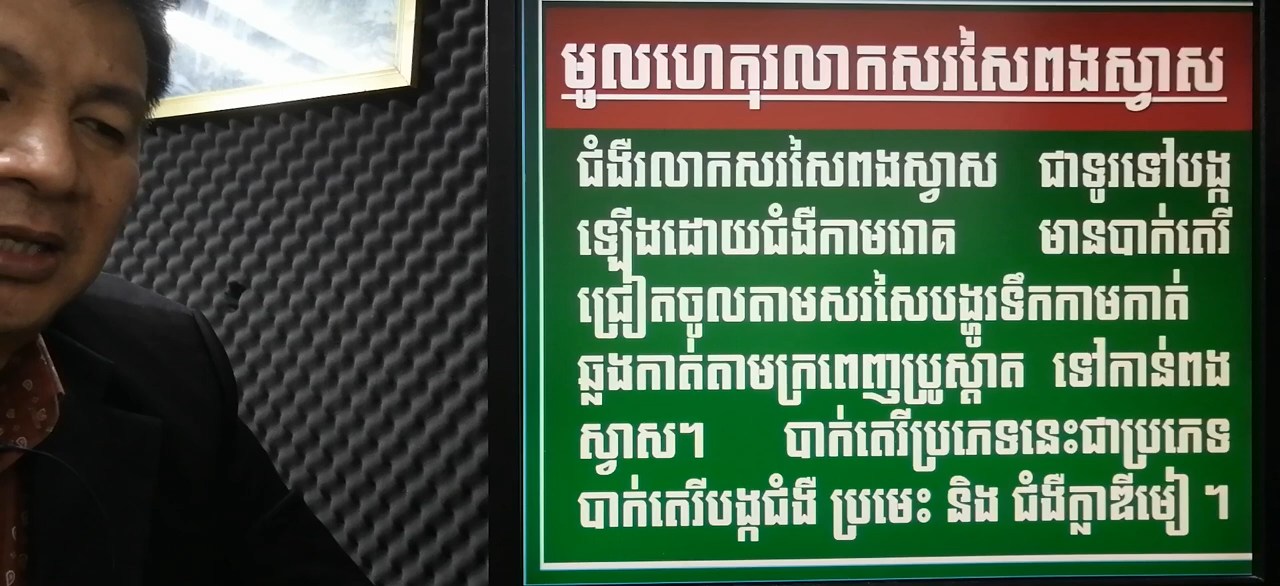 មូលហេតុរលាកសរសៃពងស្វាស
ជំងឺរលាកសរសៃពងស្វាស ជាទូរទៅបង្ក
ឡើងដោយជំងឺកាមរោគ មានបាក់តេរី
ជ្រៀតចូលតាមសរសៃបង្ហូរទឹកកាមកាត់
ឆ្លងកាត់តាមក្រពេញប្រូស្តាត ទៅកាន់ពង
ស្វាស។ បាក់តេរីប្រភេទនេះជាប្រភេទ
បាក់តេរីបង្កជំងឺ ប្រមេះ និង ជំងឺក្លាឌីមៀ ។